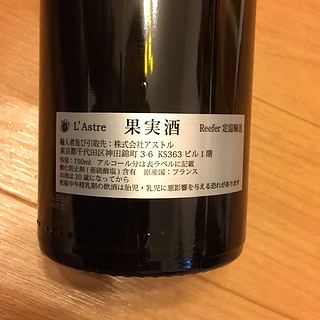 L'Astre 果実酒 Reefer 定温輸送
輸入者及び引取先：株式会社アストル
東京都千代田区神田錦町 3-6 KS363 ビル 1 階
容量：750ml アルコール分は表ラベルに記載
酸化防止剤 (亜硫酸塩) 含有 原産国：フランス
お酒は 20 歳になってから
妊娠中や授乳期の飲酒は胎児・乳児に悪影響を与える恐れがあります